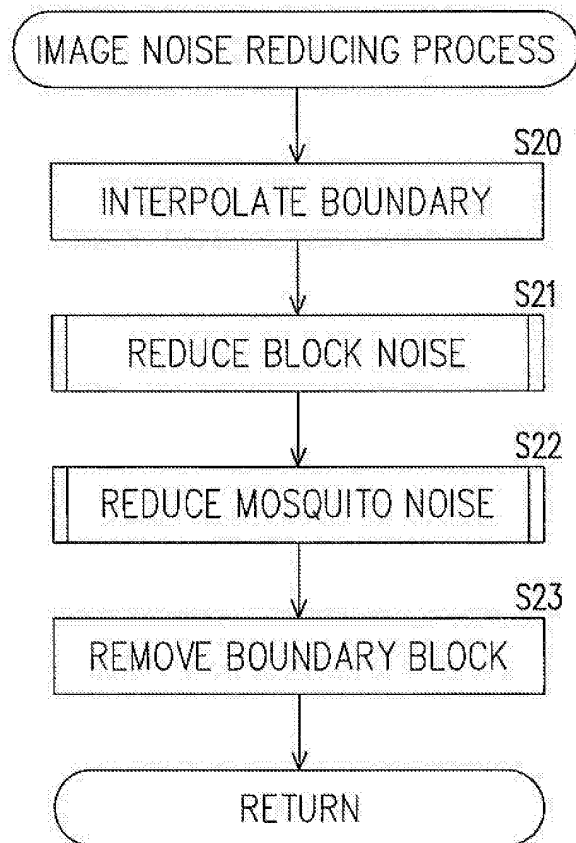 IMAGE NOISE REDUCING PROCESS
S20
INTERPOLATE BOUNDARY
S21
REDUCE BLOCK NOISE
S22
REDUCE MOSQUITO NOISE
S23
REMOVE BOUNDARY BLOCK
RETURN